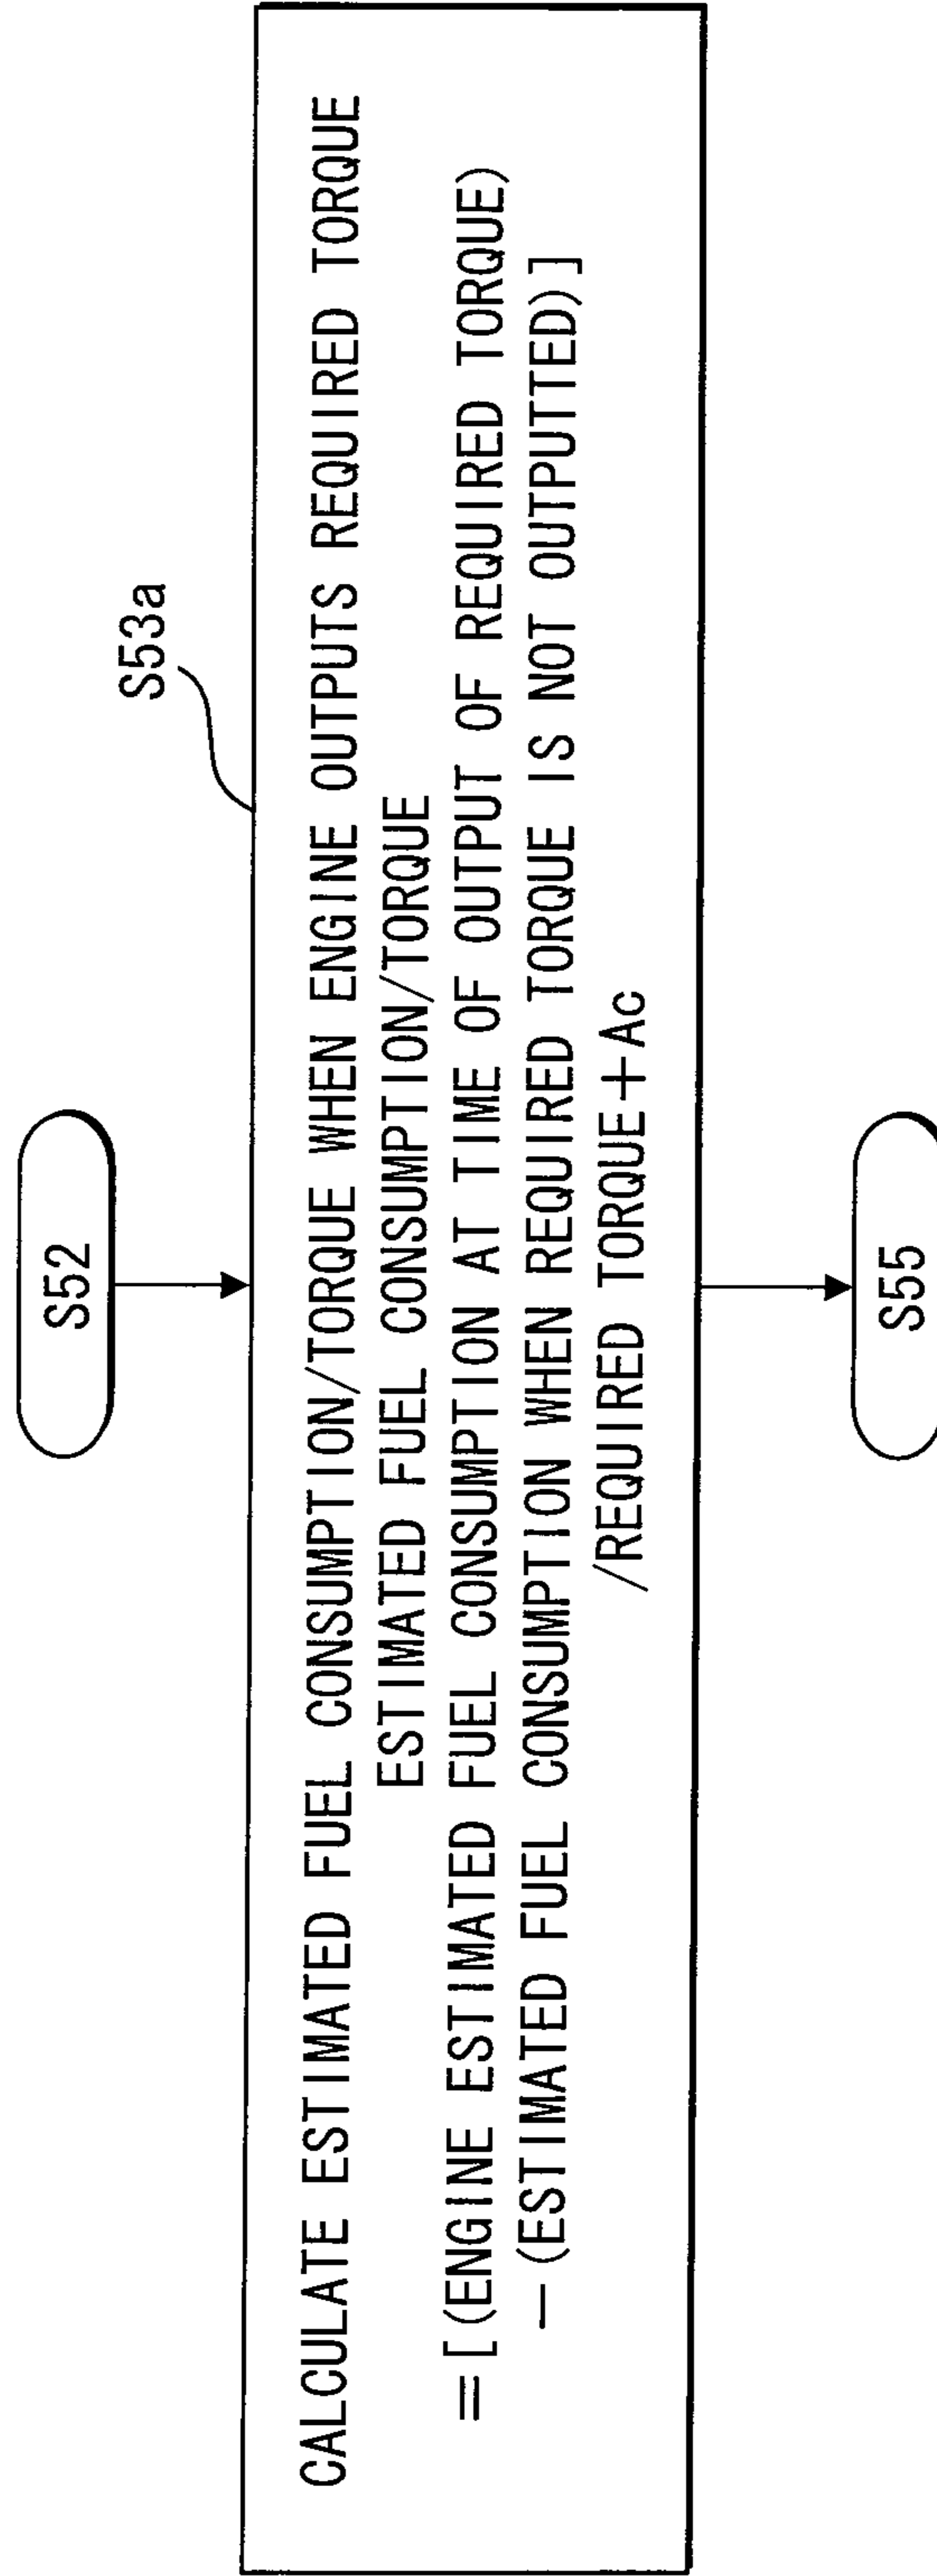 S52
S53a
CALCULATE ESTIMATED FUEL CONSUMPTION/TORQUE WHEN ENGINE OUTPUTS REQUIRED TORQUE
ESTIMATED FUEL CONSUMPTION/TORQUE
=[(ENGINE ESTIMATED FUEL CONSUMPTION AT TIME OF OUTPUT OF REQUIRED TORQUE)
−(ESTIMATED FUEL CONSUMPTION WHEN REQUIRED TORQUE IS NOT OUTPUTTED)]
/REQUIRED TORQUE+Ac
S55